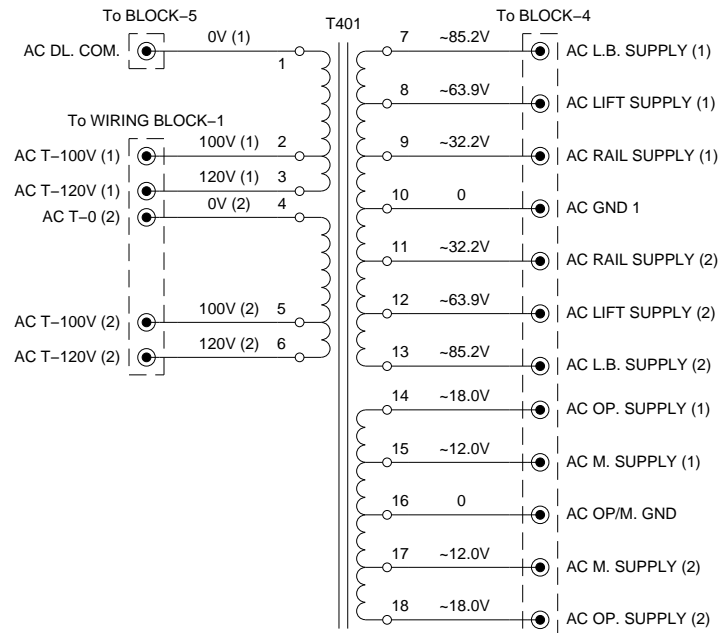 To BLOCK–5
AC DL. COM.
0V (1)
1
To WIRING BLOCK–1
AC T–100V (1)
100V (1) 2
AC T–120V (1)
120V (1) 3
AC T–0 (2)
0V (2) 4
AC T–100V (2)
100V (2) 5
AC T–120V (2)
120V (2) 6
T401
To BLOCK–4
7 ~85.2V AC L.B. SUPPLY (1)
8 ~63.9V AC LIFT SUPPLY (1)
9 ~32.2V AC RAIL SUPPLY (1)
10 0 AC GND 1
11 ~32.2V AC RAIL SUPPLY (2)
12 ~63.9V AC LIFT SUPPLY (2)
13 ~85.2V AC L.B. SUPPLY (2)
14 ~18.0V AC OP. SUPPLY (1)
15 ~12.0V AC M. SUPPLY (1)
16 0 AC OP/M. GND
17 ~12.0V AC M. SUPPLY (2)
18 ~18.0V AC OP. SUPPLY (2)